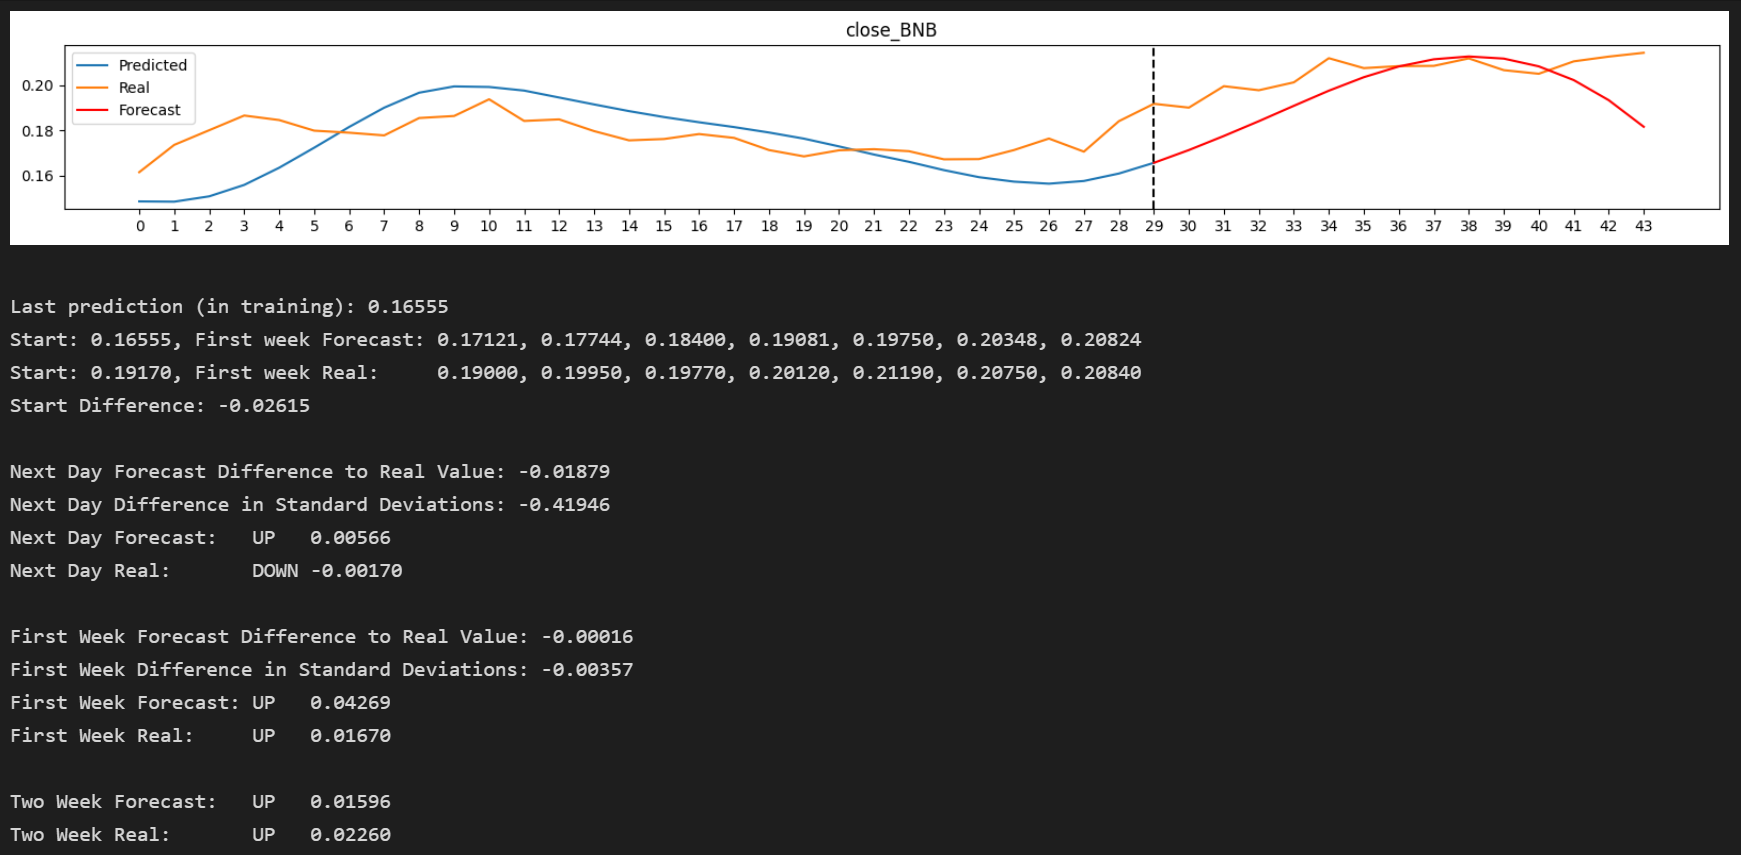 close_BNB
Predicted
Real
Forecast
0.20
0.18
0.16
0 1 2 3 4 5 6 7 8 9 10 11 12 13 14 15 16 17 18 19 20 21 22 23 24 25 26 27 28 29 30 31 32 33 34 35 36 37 38 39 40 41 42 43
Last prediction (in training): 0.16555
Start: 0.16555, First week Forecast: 0.17121, 0.17744, 0.18400, 0.19081, 0.19750, 0.20348, 0.20824
Start: 0.19170, First week Real:     0.19000, 0.19950, 0.19770, 0.20120, 0.21190, 0.20750, 0.20840
Start Difference: -0.02615
Next Day Forecast Difference to Real Value: -0.01879
Next Day Difference in Standard Deviations: -0.41946
Next Day Forecast:   UP   0.00566
Next Day Real:       DOWN -0.00170
First Week Forecast Difference to Real Value: -0.00016
First Week Difference in Standard Deviations: -0.00357
First Week Forecast: UP   0.04269
First Week Real:     UP   0.01670
Two Week Forecast:   UP   0.01596
Two Week Real:       UP   0.02260